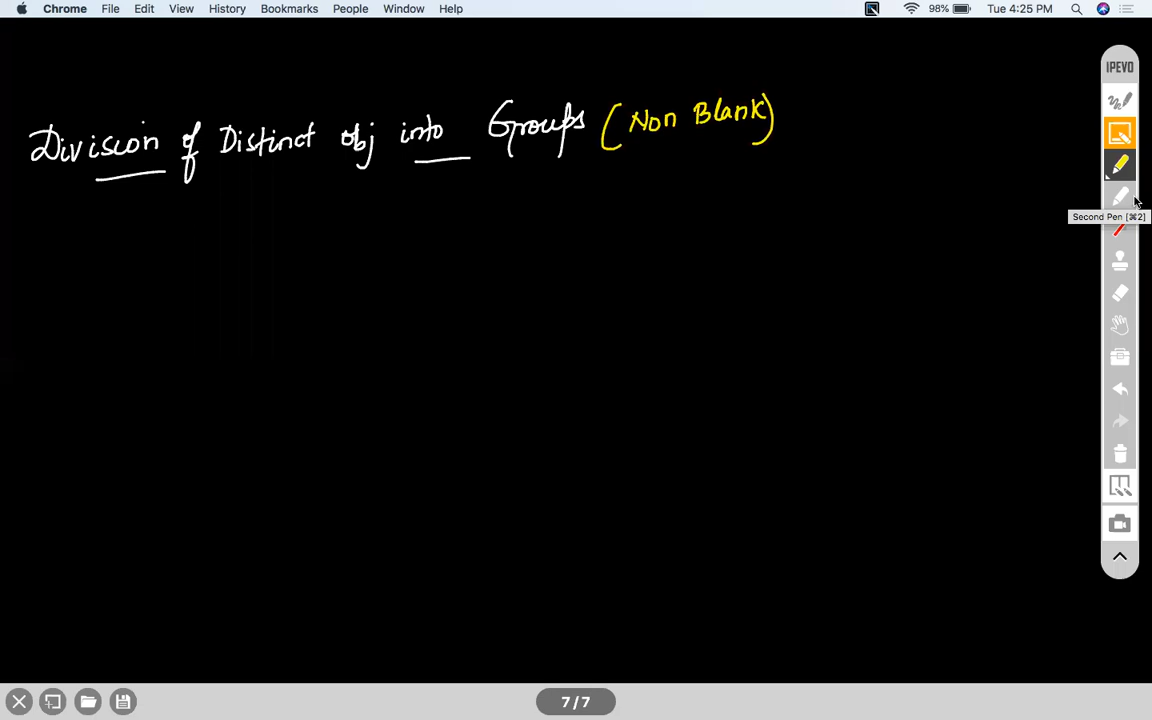 Chrome File Edit View History Bookmarks People Window Help 98% Tue 4:25 PM
IPEVO
Division of Distinct obj into Groups (Non Blank)
Second Pen [⌘2]
7/7